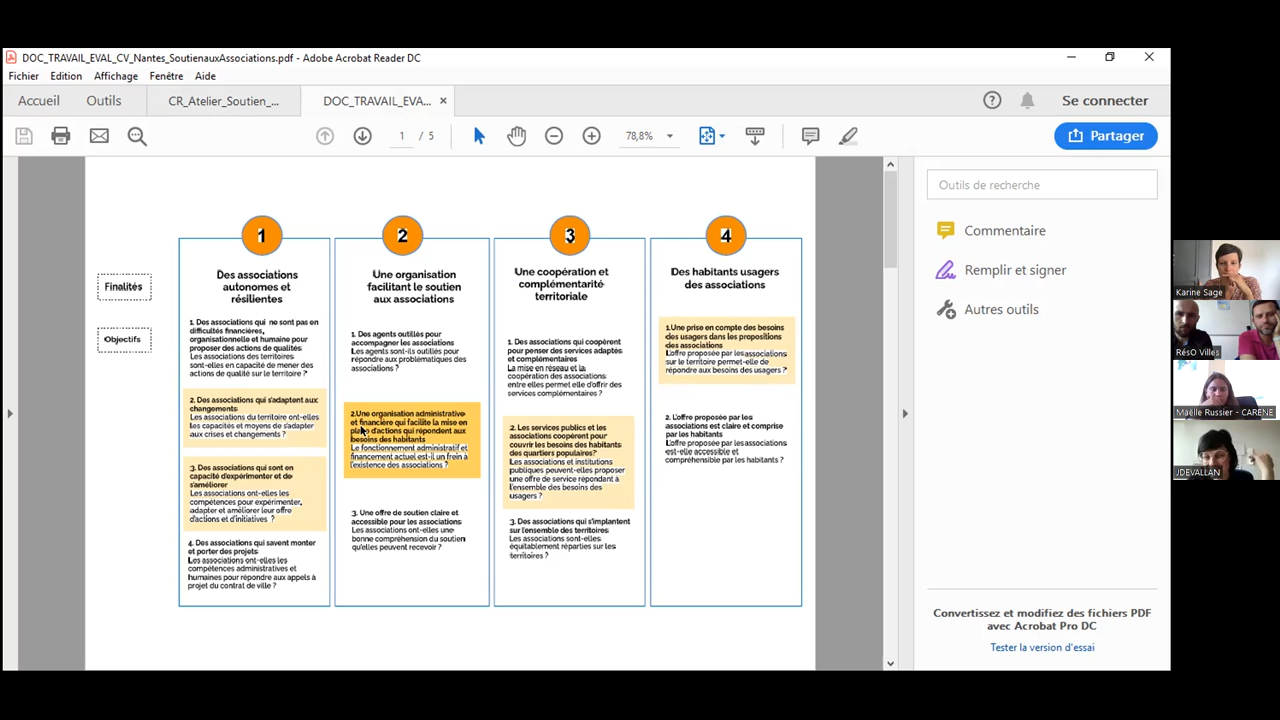 DOC_TRAVAIL_EVAL_CV_Nantes_SoutienauxAssociations.pdf - Adobe Acrobat Reader DC
Fichier Edition Affichage Fenêtre Aide
Accueil Outils CR_Atelier_Soutien_... DOC_TRAVAIL_EVA... ×
Se connecter
1 / 5 78,8% Partager
Finalités
Objectifs
1
Des associations
autonomes et
résilientes
1. Des associations qui ne sont pas en
difficultés financières,
organisationnelle et humaine pour
proposer des actions de qualités
Les associations des territoires
sont-elles en capacité de mener des
actions de qualité sur le territoire ?
2. Des associations qui s'adaptent aux
changements
Les associations du territoire ont-elles
les capacités et moyens de s'adapter
aux crises et changements ?
3. Des associations qui sont en
capacité d'expérimenter et de
s'améliorer
Les associations ont-elles les
compétences pour expérimenter,
adapter et améliorer leur offre
d'actions et d'initiatives ?
4. Des associations qui savent monter
et porter des projets
Les associations ont-elles les
compétences administratives et
humaines pour répondre aux appels à
projet du contrat de ville ?
2
Une organisation
facilitant le soutien
aux associations
1. Des agents outillés pour
accompagner les associations
Les agents sont-ils outillés pour
répondre aux problématiques des
associations ?
2.Une organisation administrative
et financière qui facilite la mise en
place d'actions qui répondent aux
besoins des habitants
Le fonctionnement administratif et
financement actuel est-il un frein à
l'existence des associations ?
3. Une offre de soutien claire et
accessible pour les associations
Les associations ont-elles une
bonne compréhension du soutien
qu'elles peuvent recevoir ?
3
Une coopération et
complémentarité
territoriale
1. Des associations qui coopèrent
pour penser des services adaptés
et complémentaires
La mise en réseau et la
coopération des associations
entre elles permet elle d'offrir des
services complémentaires ?
2. Les services publics et les
associations coopèrent pour
couvrir les besoins des habitants
des quartiers populaires?
Les associations et institutions
publiques peuvent-elles proposer
une offre de service répondant à
l'ensemble des besoins des
usagers ?
3. Des associations qui s'implantent
sur l'ensemble des territoires
Les associations sont-elles
équitablement réparties sur les
territoires ?
4
Des habitants usagers
des associations
1.Une prise en compte des besoins
des usagers dans les propositions
des associations
L'offre proposée par les associations
sur le territoire permet-elle de
répondre aux besoins des usagers ?
2. L'offre proposée par les
associations est claire et comprise
par les habitants
L'offre proposée par les associations
est-elle accessible et
compréhensible par les habitants ?
Outils de recherche
Commentaire
Remplir et signer
Autres outils
Convertissez et modifiez des fichiers PDF
avec Acrobat Pro DC
Tester la version d'essai
Karine Sage
RésO Villes
Maëlle Russier - CARENE
JDEVALLAN